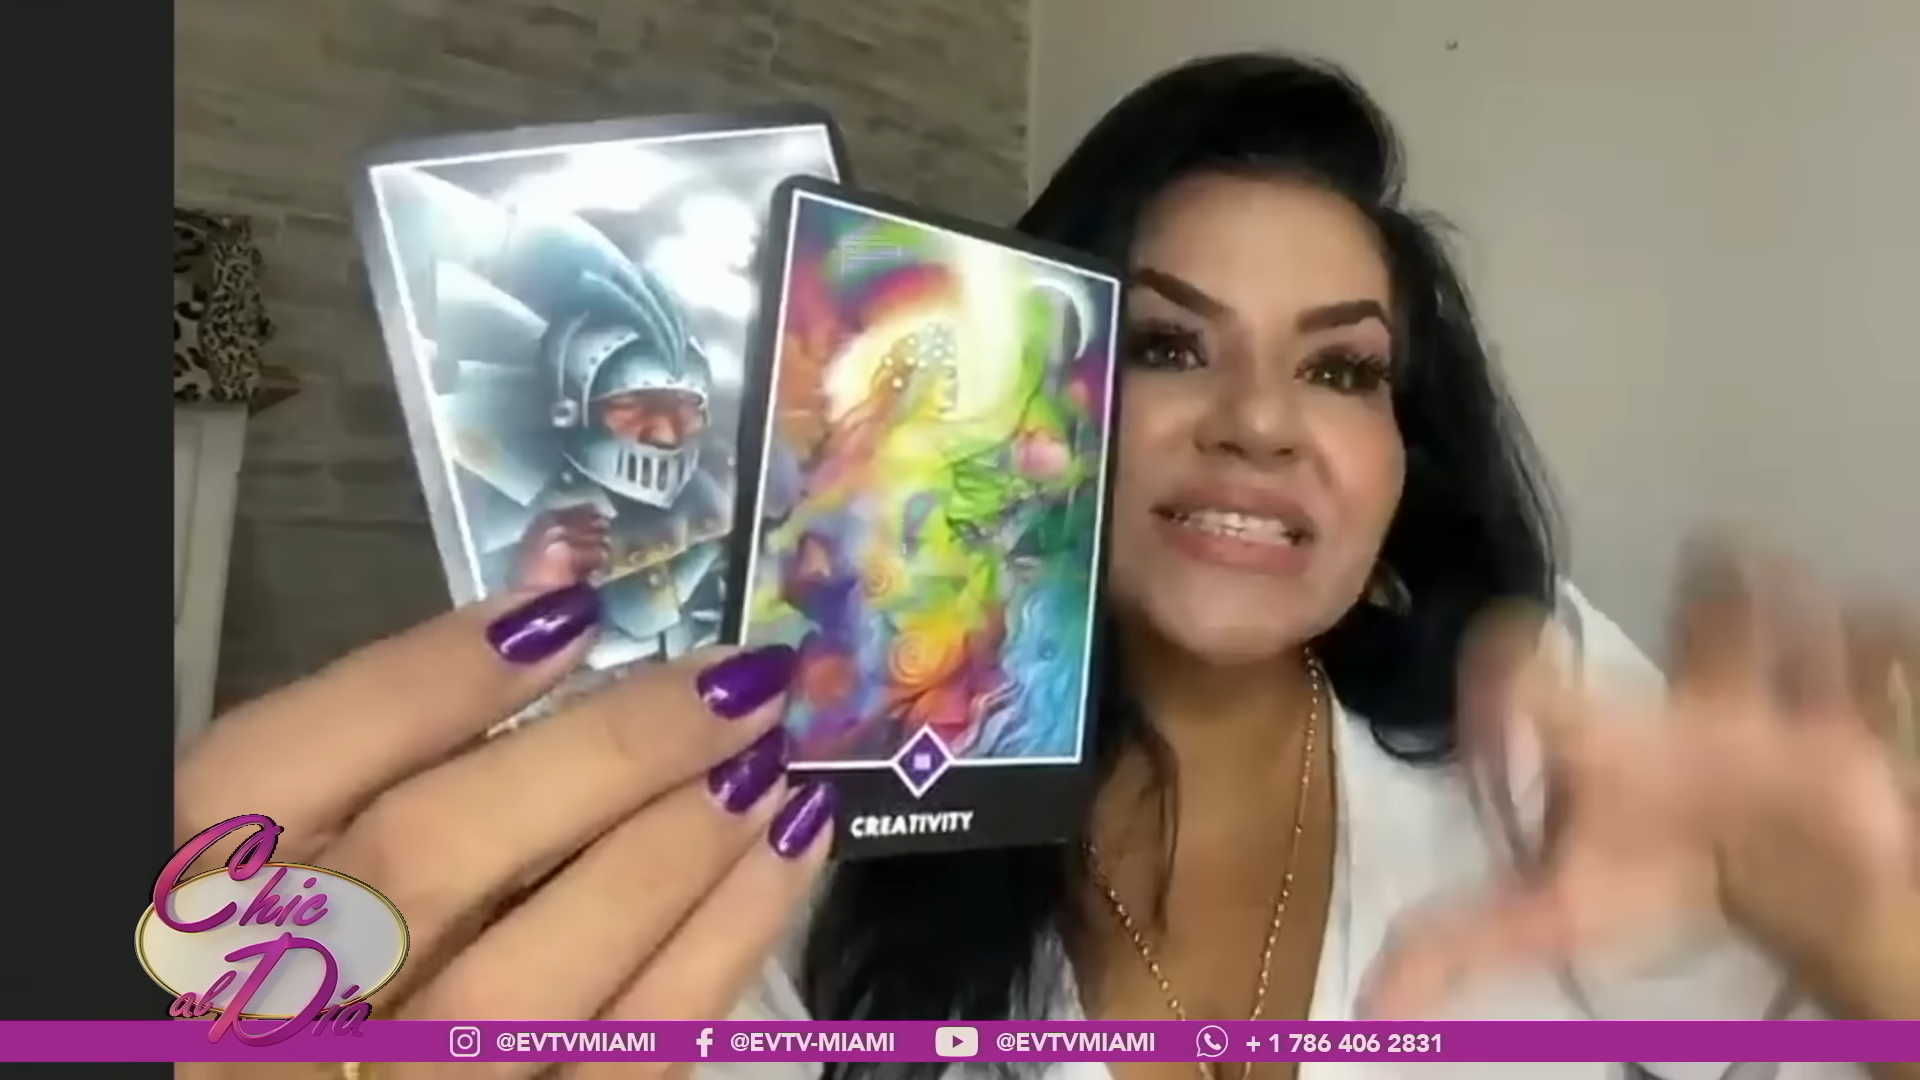 CREATIVITY
Chic
al Día
@EVTVMIAMI @EVTV-MIAMI @EVTVMIAMI + 1 786 406 2831